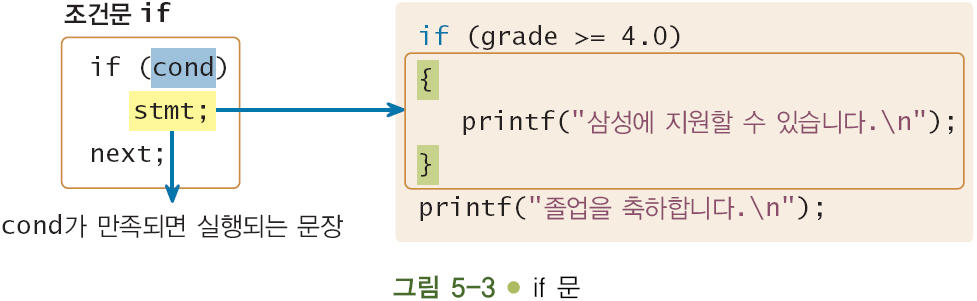 조건문 if
if (cond)
stmt;
next;
cond가 만족되면 실행되는 문장
if (grade >= 4.0)
{
printf("삼성에 지원할 수 있습니다.\n");
}
printf("졸업을 축하합니다.\n");
그림 5-3 ● if 문